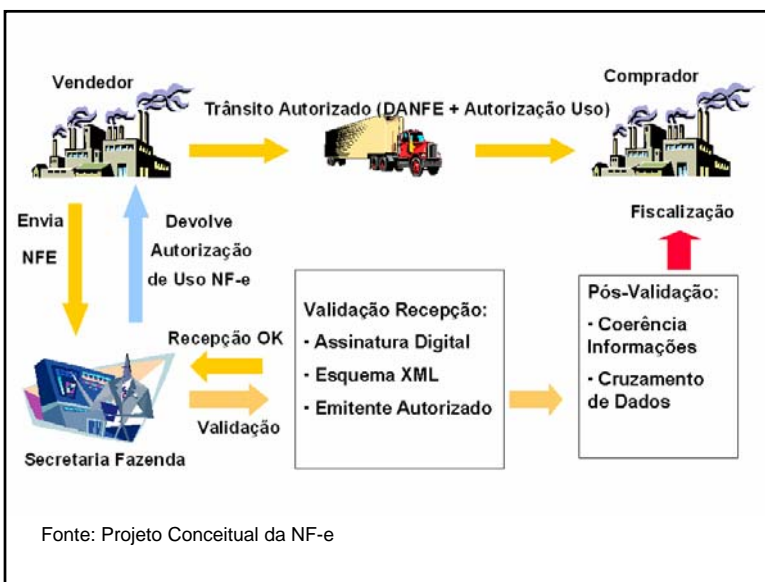 Vendedor
Comprador
Trânsito Autorizado (DANFE + Autorização Uso)
Envia
NFE
Devolve
Autorização
de Uso NF-e
Fiscalização
Validação Recepção:
- Assinatura Digital
- Esquema XML
- Emitente Autorizado
Pós-Validação:
- Coerência
Informações
- Cruzamento
de Dados
Recepção OK
Validação
Secretaria Fazenda
Fonte: Projeto Conceitual da NF-e